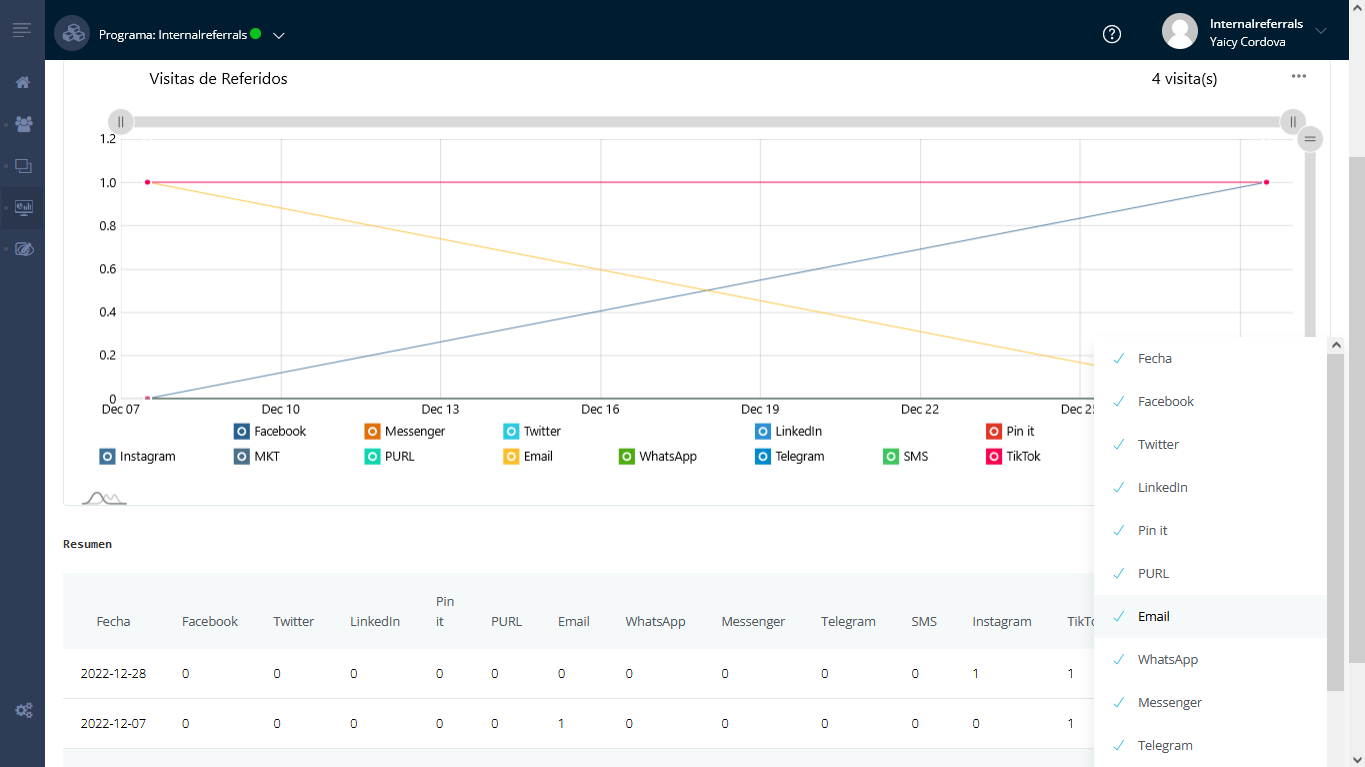 Programa: Internalreferrals
Internalreferrals
Yaicy Cordova
Visitas de Referidos
4 visita(s)
1.2
1.0
0.8
0.6
0.4
0.2
0
Dec 07 Dec 10 Dec 13 Dec 16 Dec 19 Dec 22
Facebook Messenger Twitter LinkedIn Pin it
Instagram MKT PURL Email WhatsApp Telegram SMS TikTok
Resumen
Fecha Facebook Twitter LinkedIn Pin it PURL Email WhatsApp Messenger Telegram SMS Instagram
2022-12-28 0 0 0 0 0 0 0 0 0 0 1 1
2022-12-07 0 0 0 0 0 1 0 0 0 0 0 1
Fecha
Facebook
Twitter
LinkedIn
Pin it
PURL
Email
WhatsApp
Messenger
Telegram